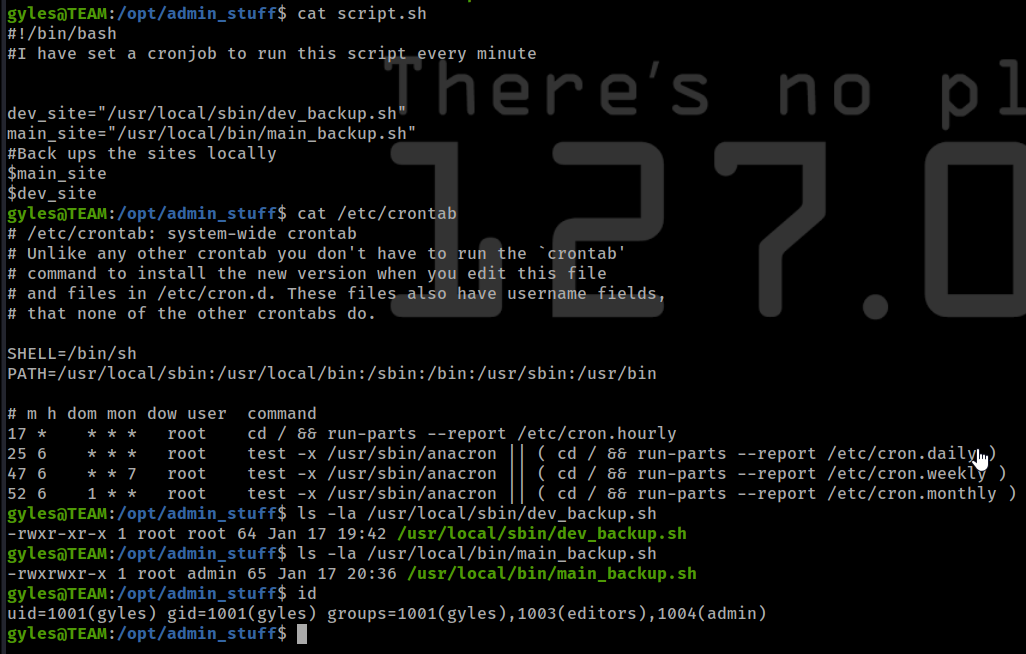 gyles@TEAM:/opt/admin_stuff$ cat script.sh
#!/bin/bash
#I have set a cronjob to run this script every minute
There's no pl
127.0
dev_site="/usr/local/sbin/dev_backup.sh"
main_site="/usr/local/bin/main_backup.sh"
#Back ups the sites locally
$main_site
$dev_site
gyles@TEAM:/opt/admin_stuff$ cat /etc/crontab
# /etc/crontab: system-wide crontab
# Unlike any other crontab you don't have to run the `crontab'
# command to install the new version when you edit this file
# and files in /etc/cron.d. These files also have username fields,
# that none of the other crontabs do.
SHELL=/bin/sh
PATH=/usr/local/sbin:/usr/local/bin:/sbin:/bin:/usr/sbin:/usr/bin
# m h dom mon dow user  command
17 *    * * *   root    cd / && run-parts --report /etc/cron.hourly
25 6    * * *   root    test -x /usr/sbin/anacron || ( cd / && run-parts --report /etc/cron.daily )
47 6    * * 7   root    test -x /usr/sbin/anacron || ( cd / && run-parts --report /etc/cron.weekly )
52 6    1 * *   root    test -x /usr/sbin/anacron || ( cd / && run-parts --report /etc/cron.monthly )
gyles@TEAM:/opt/admin_stuff$ ls -la /usr/local/sbin/dev_backup.sh
-rwxr-xr-x 1 root root 64 Jan 17 19:42 /usr/local/sbin/dev_backup.sh
gyles@TEAM:/opt/admin_stuff$ ls -la /usr/local/bin/main_backup.sh
-rwxrwxr-x 1 root admin 65 Jan 17 20:36 /usr/local/bin/main_backup.sh
gyles@TEAM:/opt/admin_stuff$ id
uid=1001(gyles) gid=1001(gyles) groups=1001(gyles),1003(editors),1004(admin)
gyles@TEAM:/opt/admin_stuff$